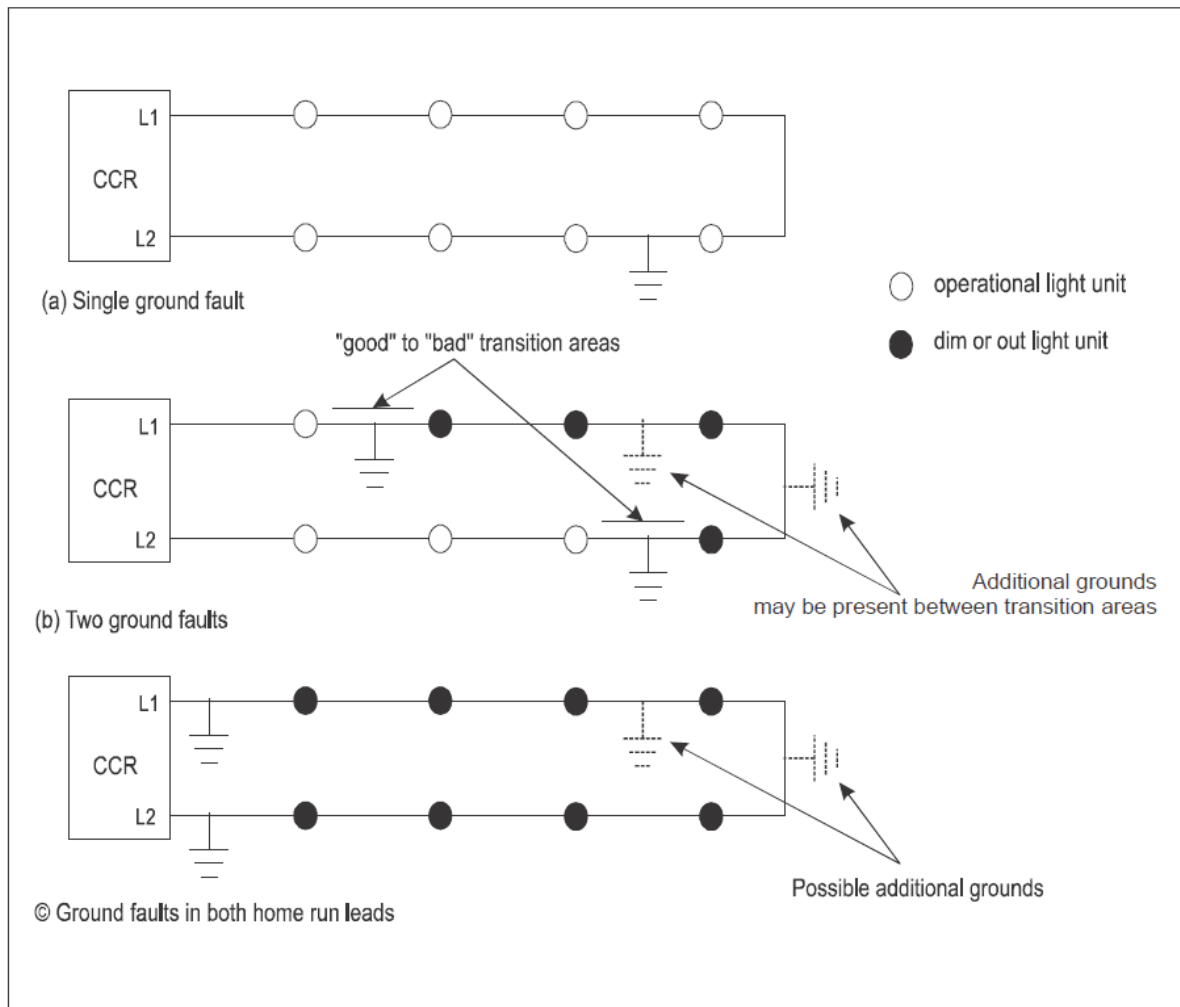 L1
CCR
L2
(a) Single ground fault
operational light unit
dim or out light unit
"good" to "bad" transition areas
L1
CCR
L2
Additional grounds
may be present between transition areas
(b) Two ground faults
L1
CCR
L2
Possible additional grounds
© Ground faults in both home run leads